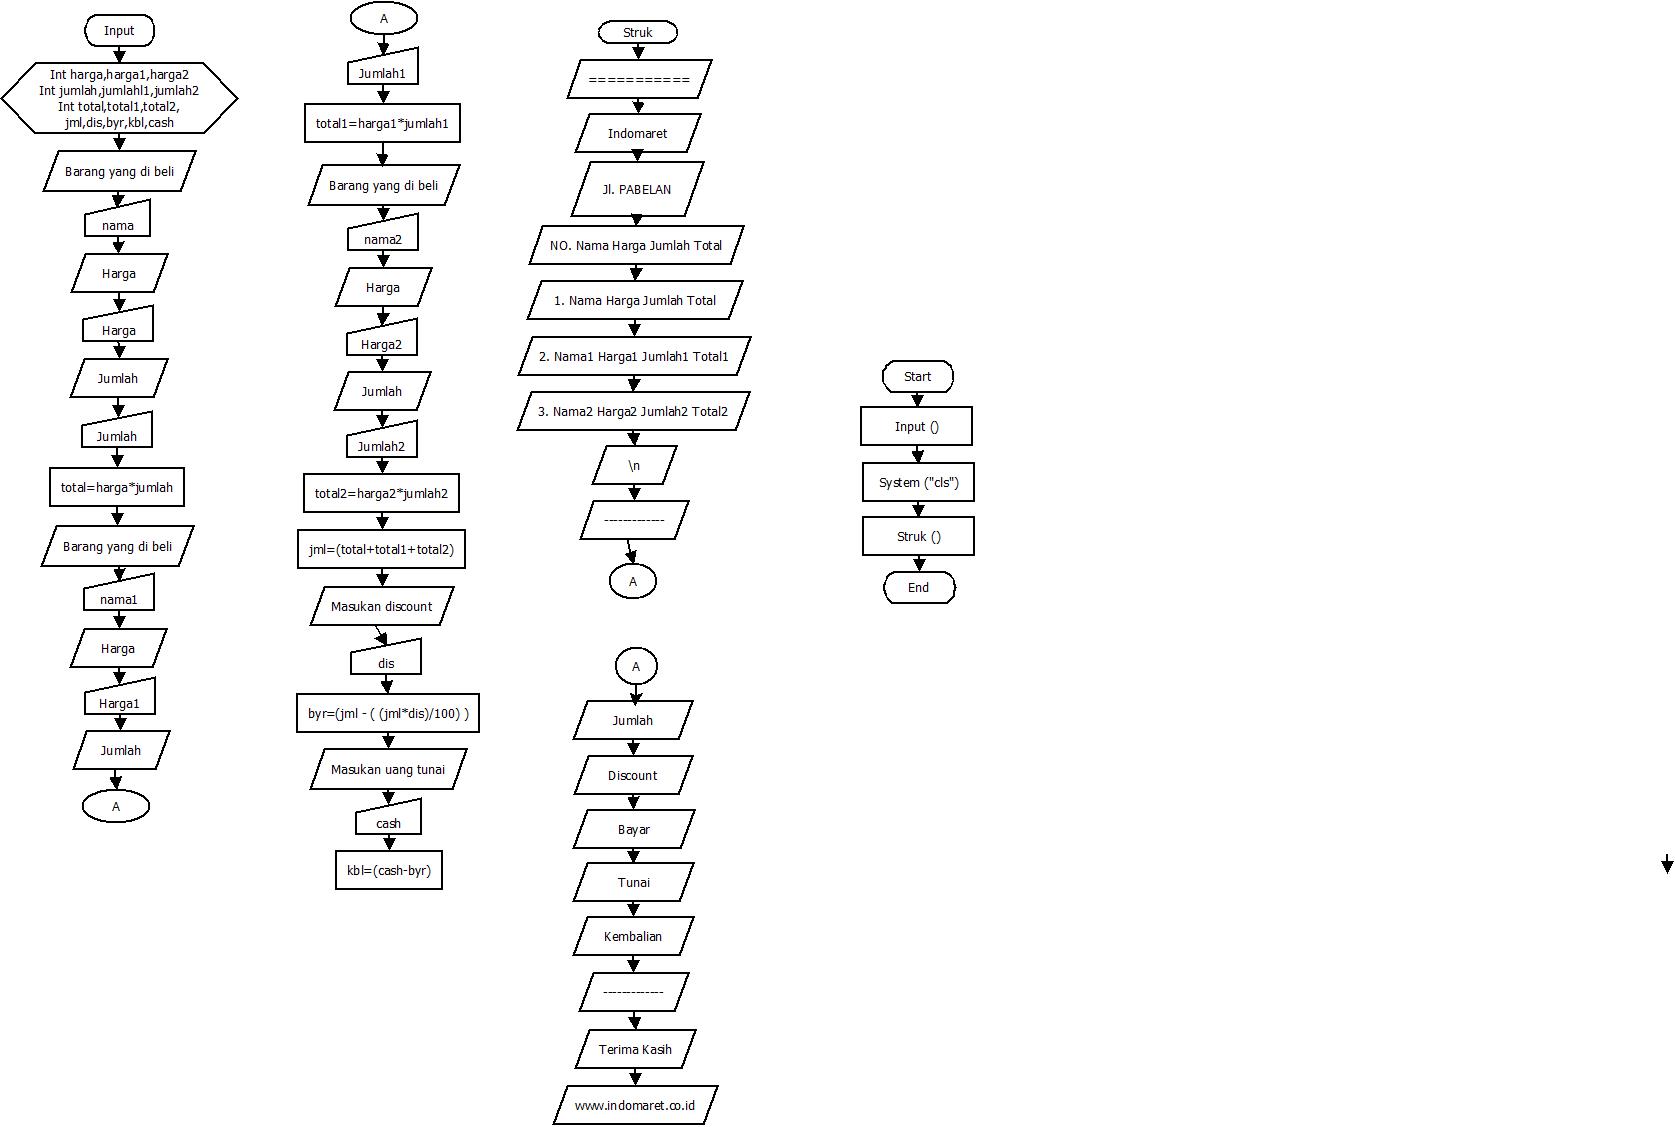 Input
Int harga,harga1,harga2
Int jumlah,jumlahl1,jumlah2
Int total,total1,total2,
jml,dis,byr,kbl,cash
Barang yang di beli
nama
Harga
Harga
Jumlah
Jumlah
total=harga*jumlah
Barang yang di beli
nama1
Harga
Harga1
Jumlah
A
A
Jumlah1
total1=harga1*jumlah1
Barang yang di beli
nama2
Harga
Harga2
Jumlah
Jumlah2
total2=harga2*jumlah2
jml=(total+total1+total2)
Masukan discount
dis
byr=(jml - ( (jml*dis)/100) )
Masukan uang tunai
cash
kbl=(cash-byr)
Struk
===========
Indomaret
Jl. PABELAN
NO. Nama Harga Jumlah Total
1. Nama Harga Jumlah Total
2. Nama1 Harga1 Jumlah1 Total1
3. Nama2 Harga2 Jumlah2 Total2
\n
-------------
A
A
Jumlah
Discount
Bayar
Tunai
Kembalian
-------------
Terima Kasih
www.indomaret.co.id
Start
Input ()
System ("cls")
Struk ()
End